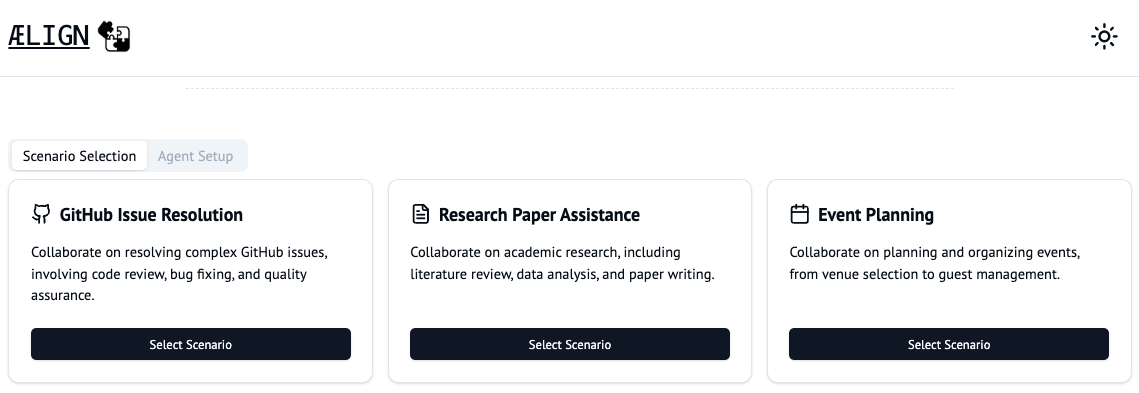 ÆLIGN
Scenario Selection
Agent Setup
GitHub Issue Resolution
Collaborate on resolving complex GitHub issues,
involving code review, bug fixing, and quality
assurance.
Select Scenario
Research Paper Assistance
Collaborate on academic research, including
literature review, data analysis, and paper writing.
Select Scenario
Event Planning
Collaborate on planning and organizing events,
from venue selection to guest management.
Select Scenario